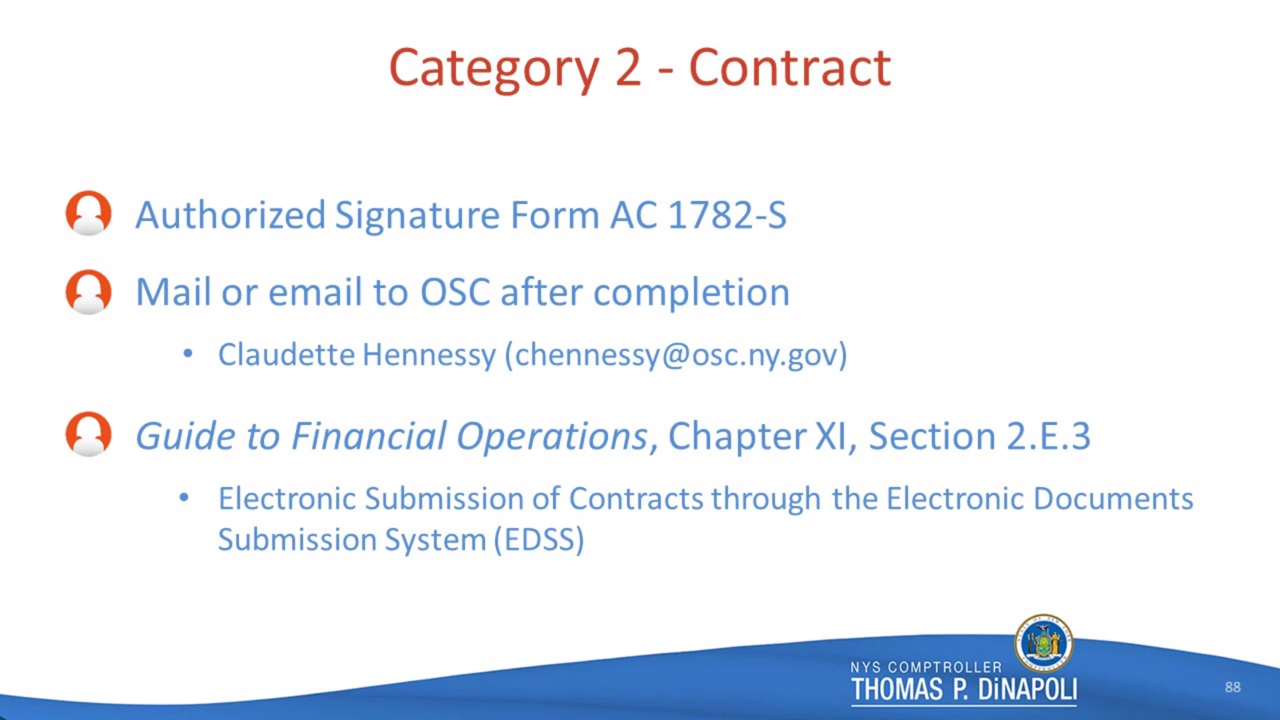 Category 2 - Contract
Authorized Signature Form AC 1782-S
Mail or email to OSC after completion
• Claudette Hennessy (chennessy@osc.ny.gov)
Guide to Financial Operations, Chapter XI, Section 2.E.3
• Electronic Submission of Contracts through the Electronic Documents
Submission System (EDSS)
NYS COMPTROLLER
THOMAS P. DiNAPOLI
88